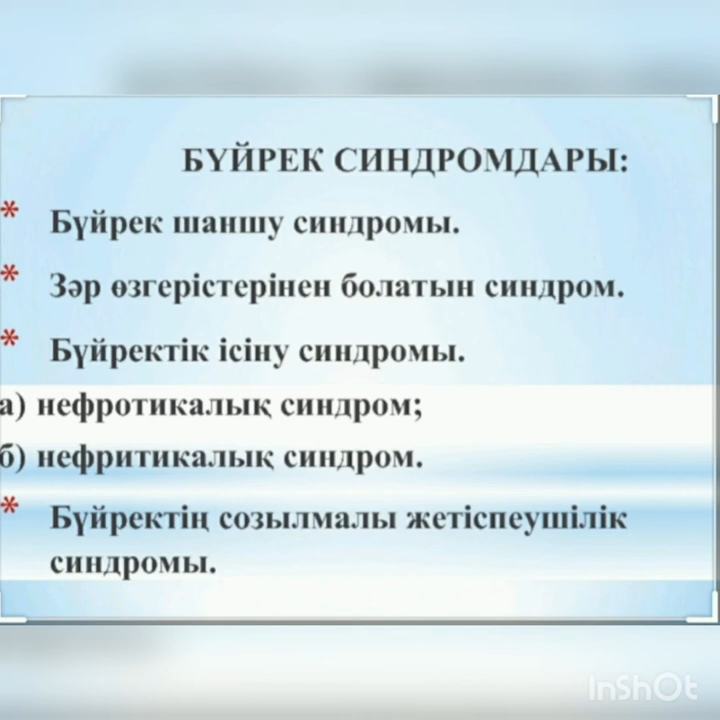 БҮЙРЕК СИНДРОМДАРЫ:
* Бүйрек шаншу синдромы.
* Зәр өзгерістерінен болатын синдром.
* Бүйректік ісіну синдромы.
а) нефротикалық синдром;
б) нефритикалық синдром.
* Бүйректің созылмалы жетіспеушілік
синдромы.
InShOt